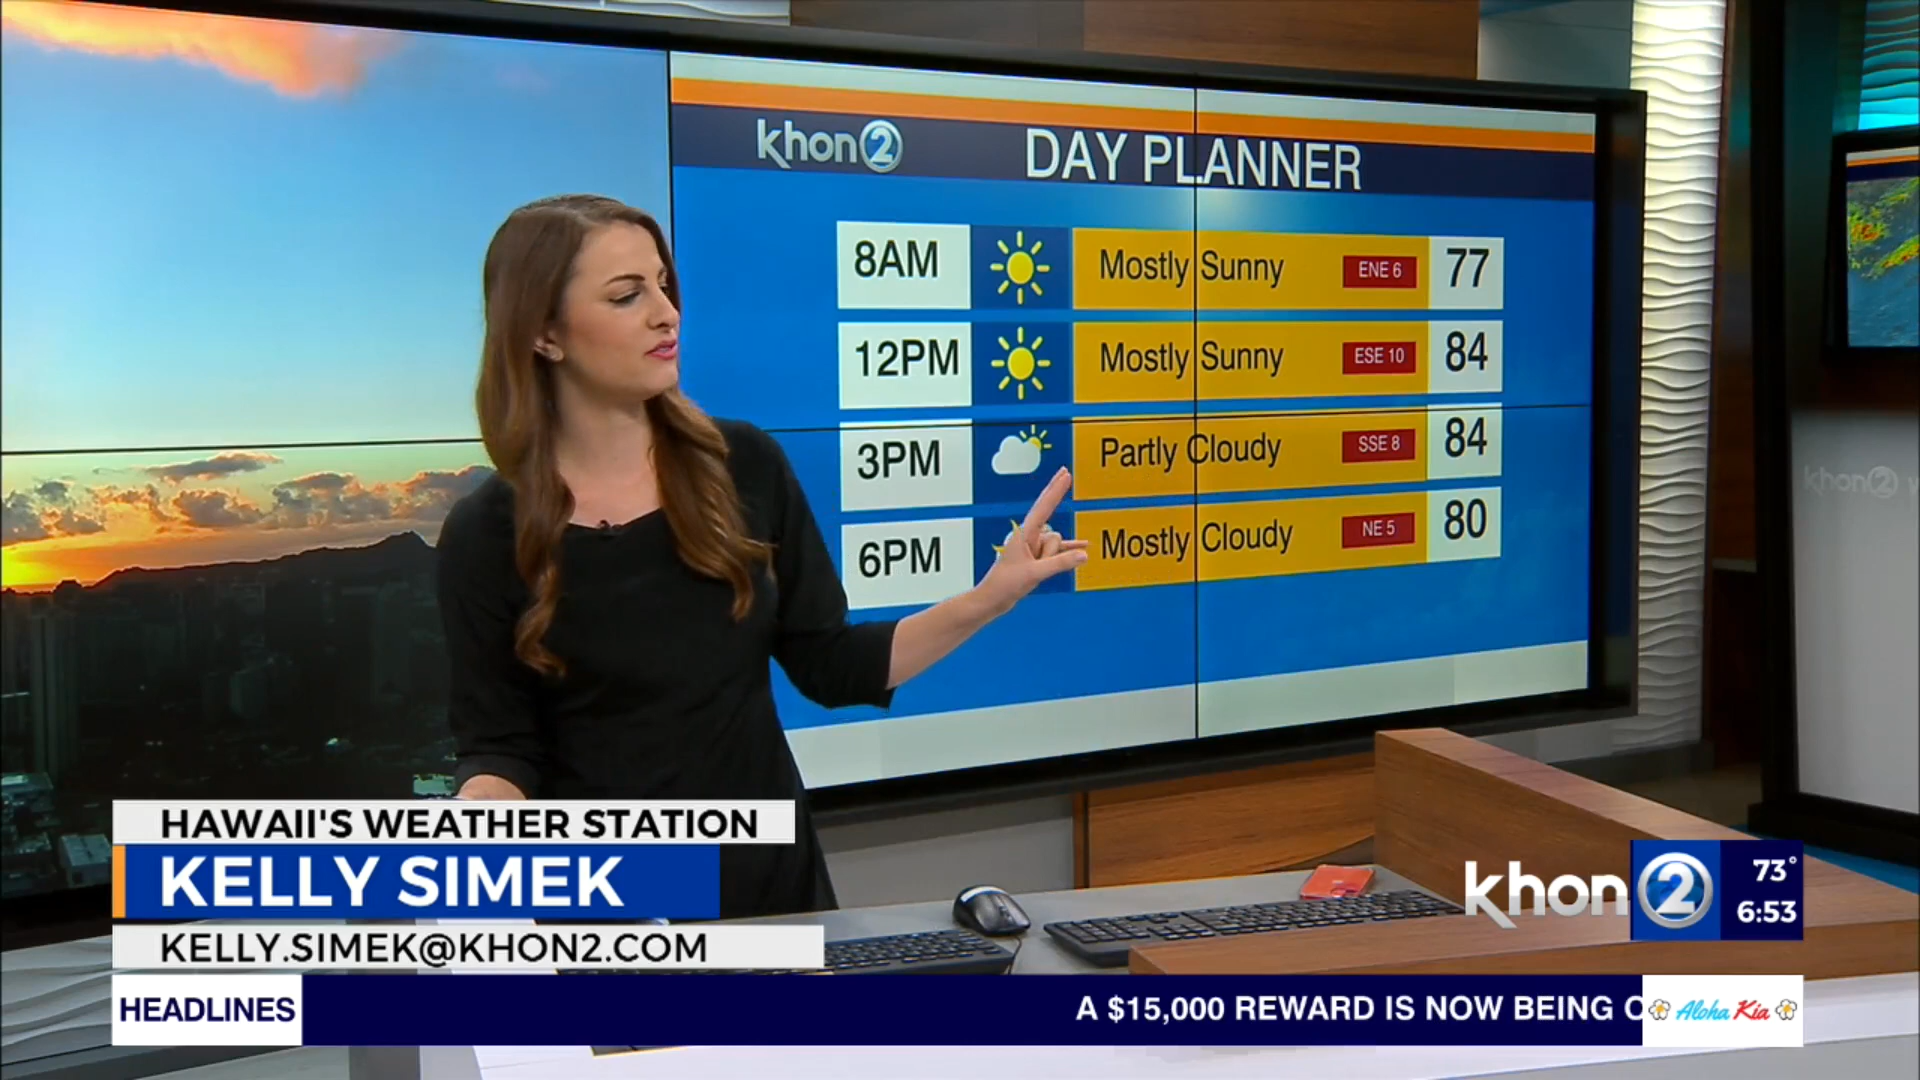 khon2 DAY PLANNER
8AM Mostly Sunny ENE 6 77
12PM Mostly Sunny ESE 10 84
3PM Partly Cloudy SSE 8 84
6PM Mostly Cloudy NE 5 80
khon2
HAWAII'S WEATHER STATION
KELLY SIMEK
KELLY.SIMEK@KHON2.COM
khon2 73°
6:53
HEADLINES A $15,000 REWARD IS NOW BEING Aloha Kia